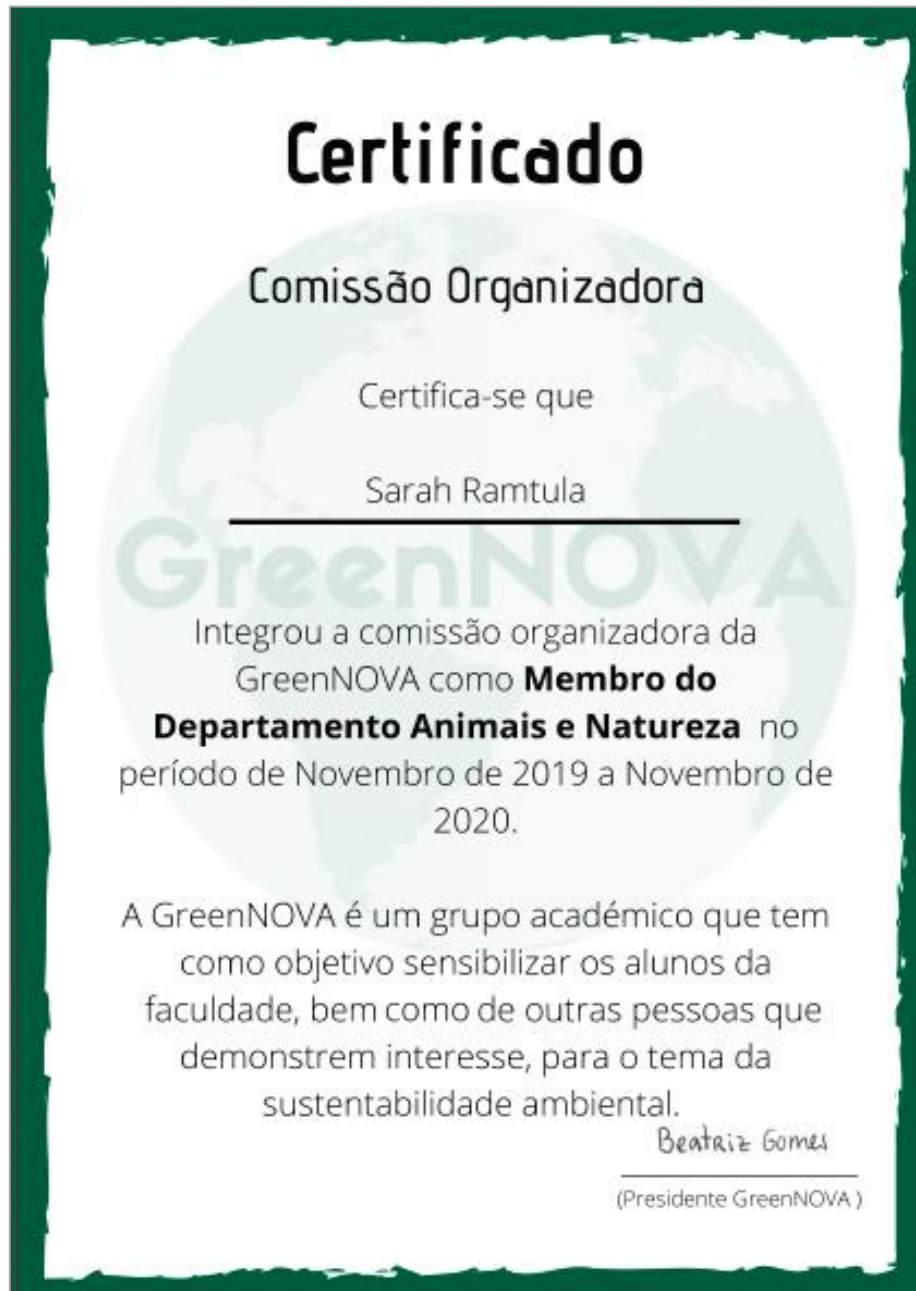 Certificado
Comissão Organizadora
Certifica-se que
Sarah Ramtula
GreenNOVA
Integrou a comissão organizadora da
GreenNOVA como Membro do
Departamento Animais e Natureza no
período de Novembro de 2019 a Novembro de
2020.
A GreenNOVA é um grupo académico que tem
como objetivo sensibilizar os alunos da
faculdade, bem como de outras pessoas que
demonstrem interesse, para o tema da
sustentabilidade ambiental.
Beatriz Gomes
(Presidente GreenNOVA )